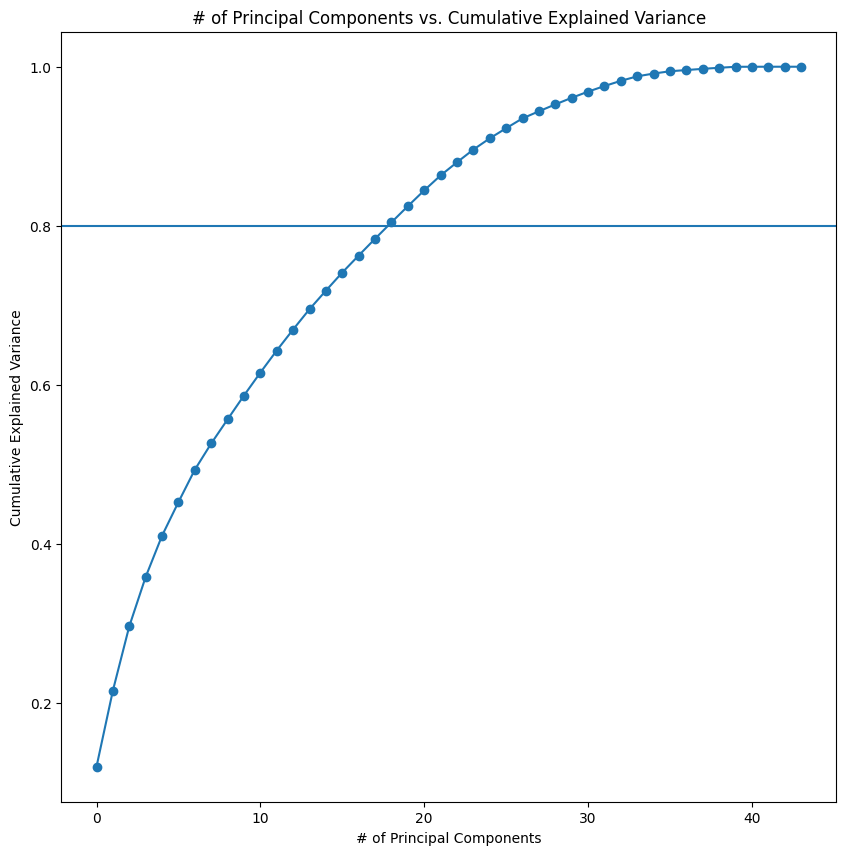 # of Principal Components vs. Cumulative Explained Variance
1.0
0.8
0.6
0.4
0.2
Cumulative Explained Variance
0 10 20 30 40
# of Principal Components